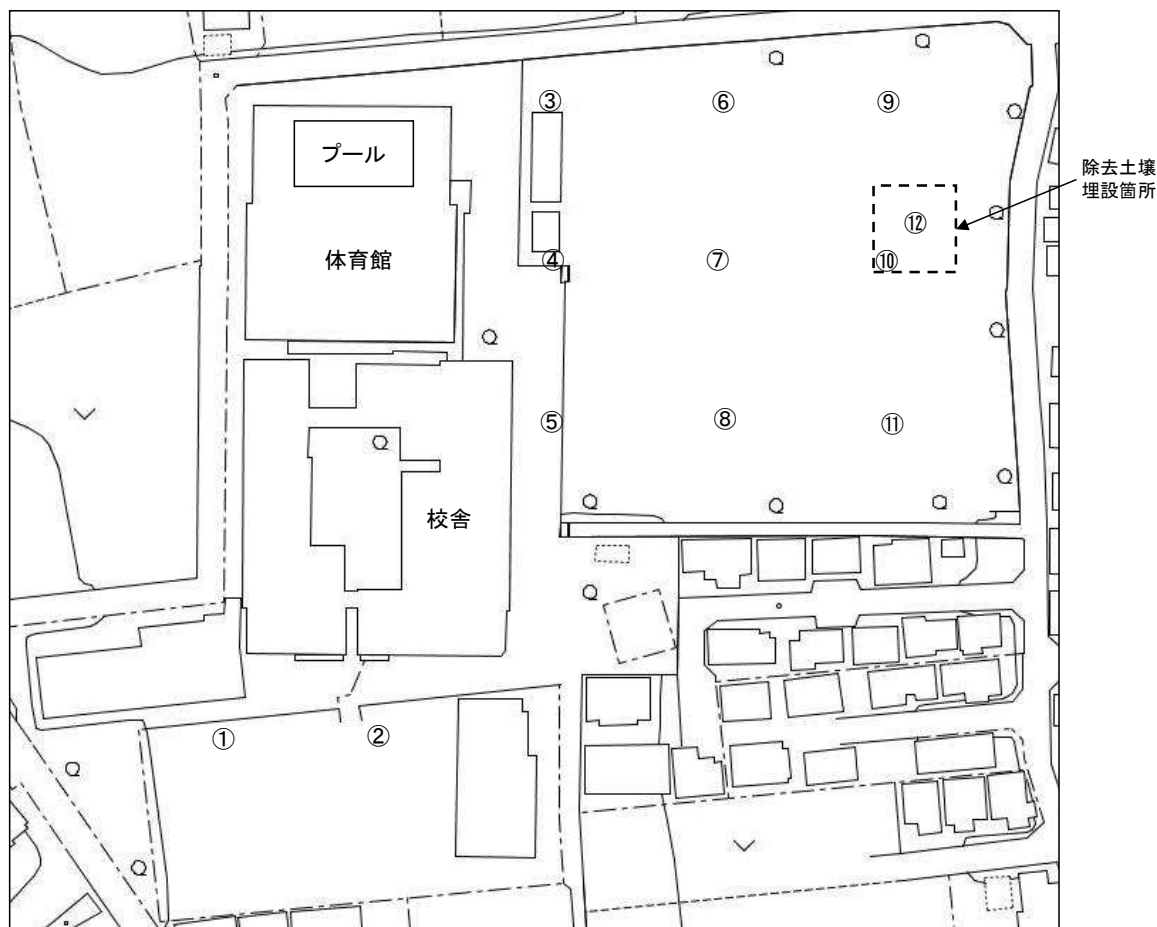 ③
⑥
⑨
プール
除去土壌
埋設箇所
⑫
体育館
④
⑦
⑩
⑤
⑧
⑪
校舎
①
②